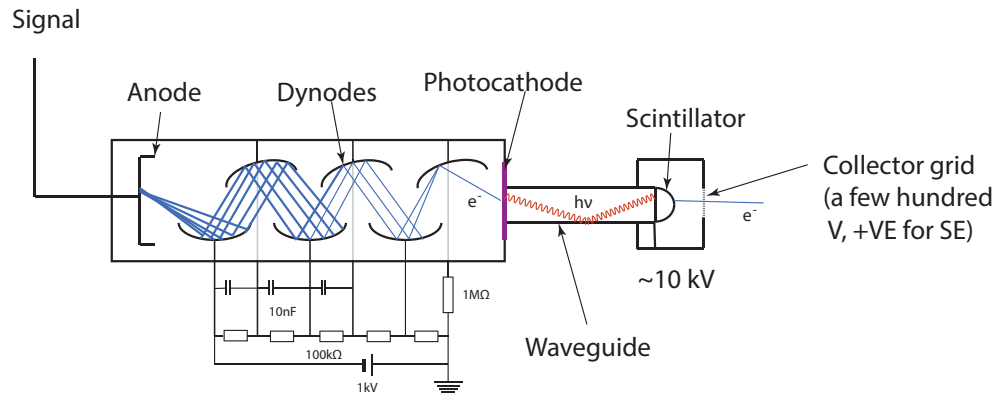 Signal
Anode
Dynodes
Photocathode
Scintillator
Collector grid
(a few hundred
V, +VE for SE)
e-
hν
e-
~10 kV
Waveguide
10nF
1MΩ
100kΩ
1kV